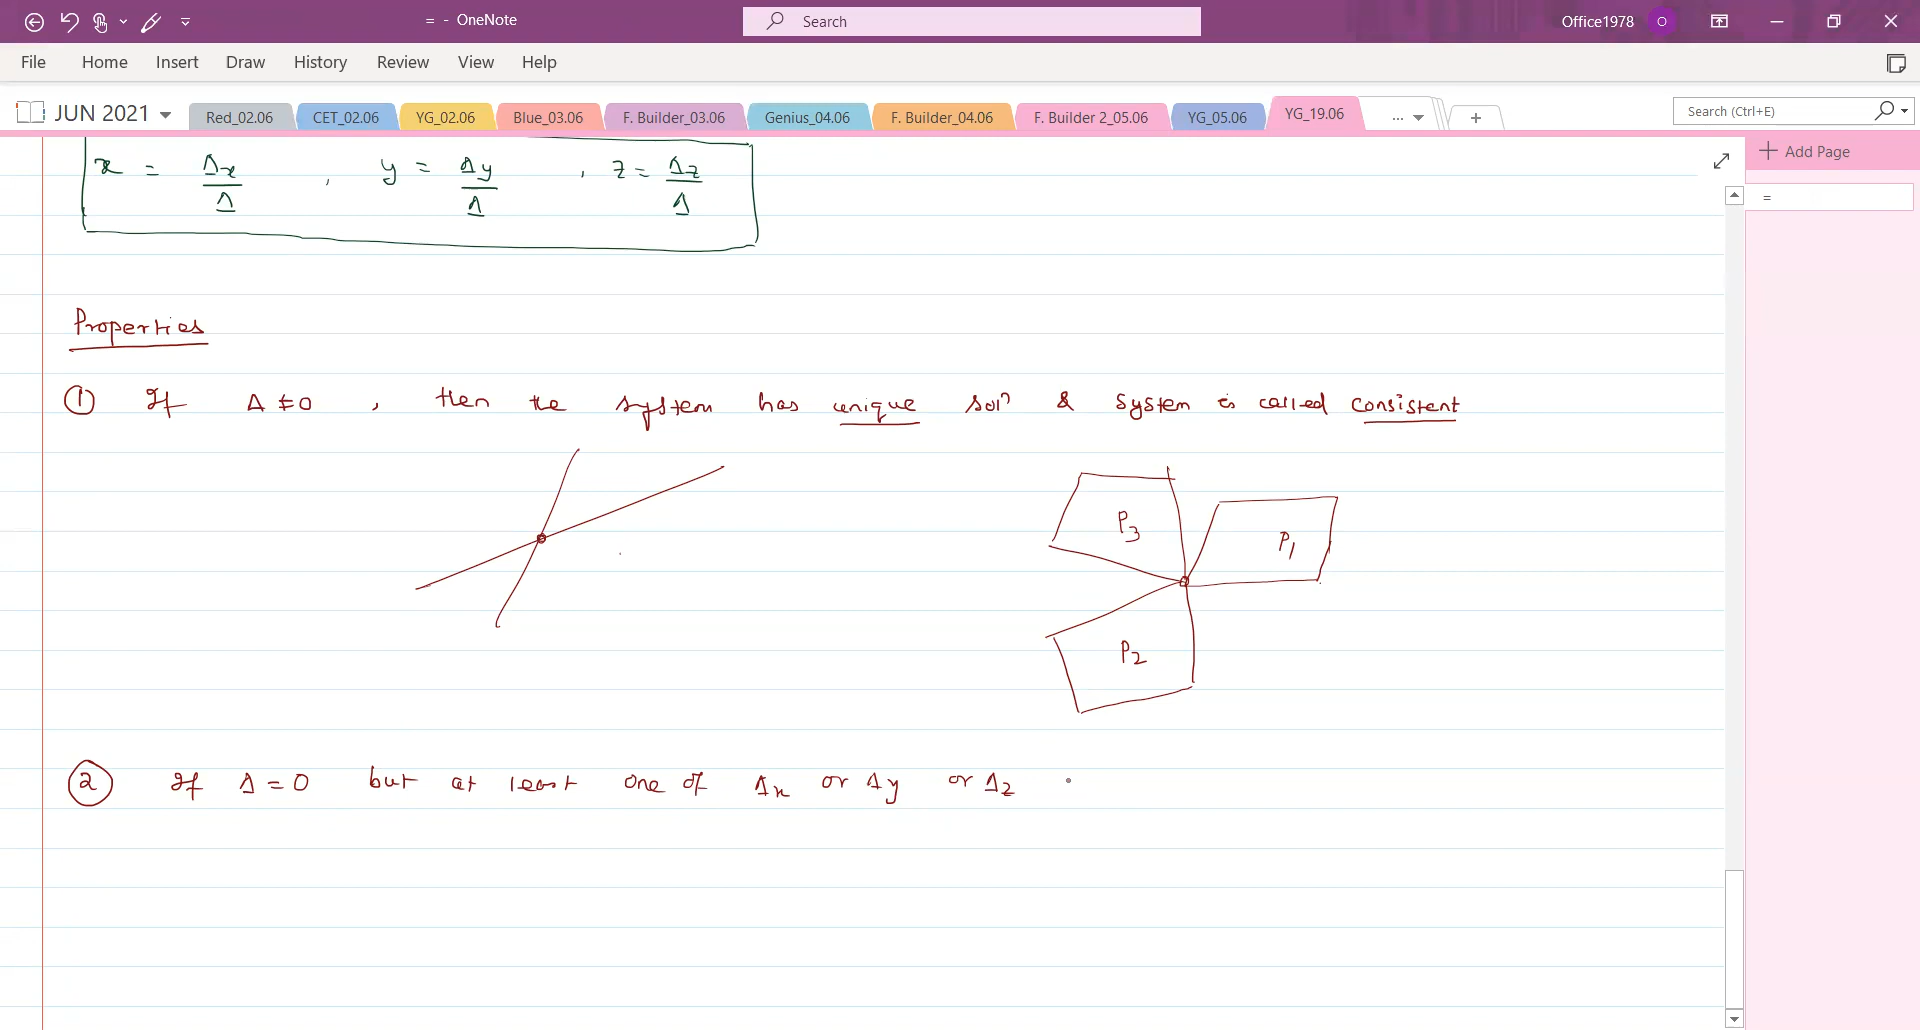 = - OneNote
Search
Office1978
O
File Home Insert Draw History Review View Help
JUN 2021
Red_02.06 CET_02.06 YG_02.06 Blue_03.06 F. Builder_03.06 Genius_04.06 F. Builder_04.06 F. Builder 2_05.06 YG_05.06 YG_19.06 ... +
Search (Ctrl+E)
Add Page
=
x = Δx/Δ , y = Δy/Δ , z = Δz/Δ
Properties
① If Δ ≠ 0 , then the system has unique solⁿ & system is called consistent
P3
P1
P2
② If Δ = 0 but at least one of Δx or Δy or Δz